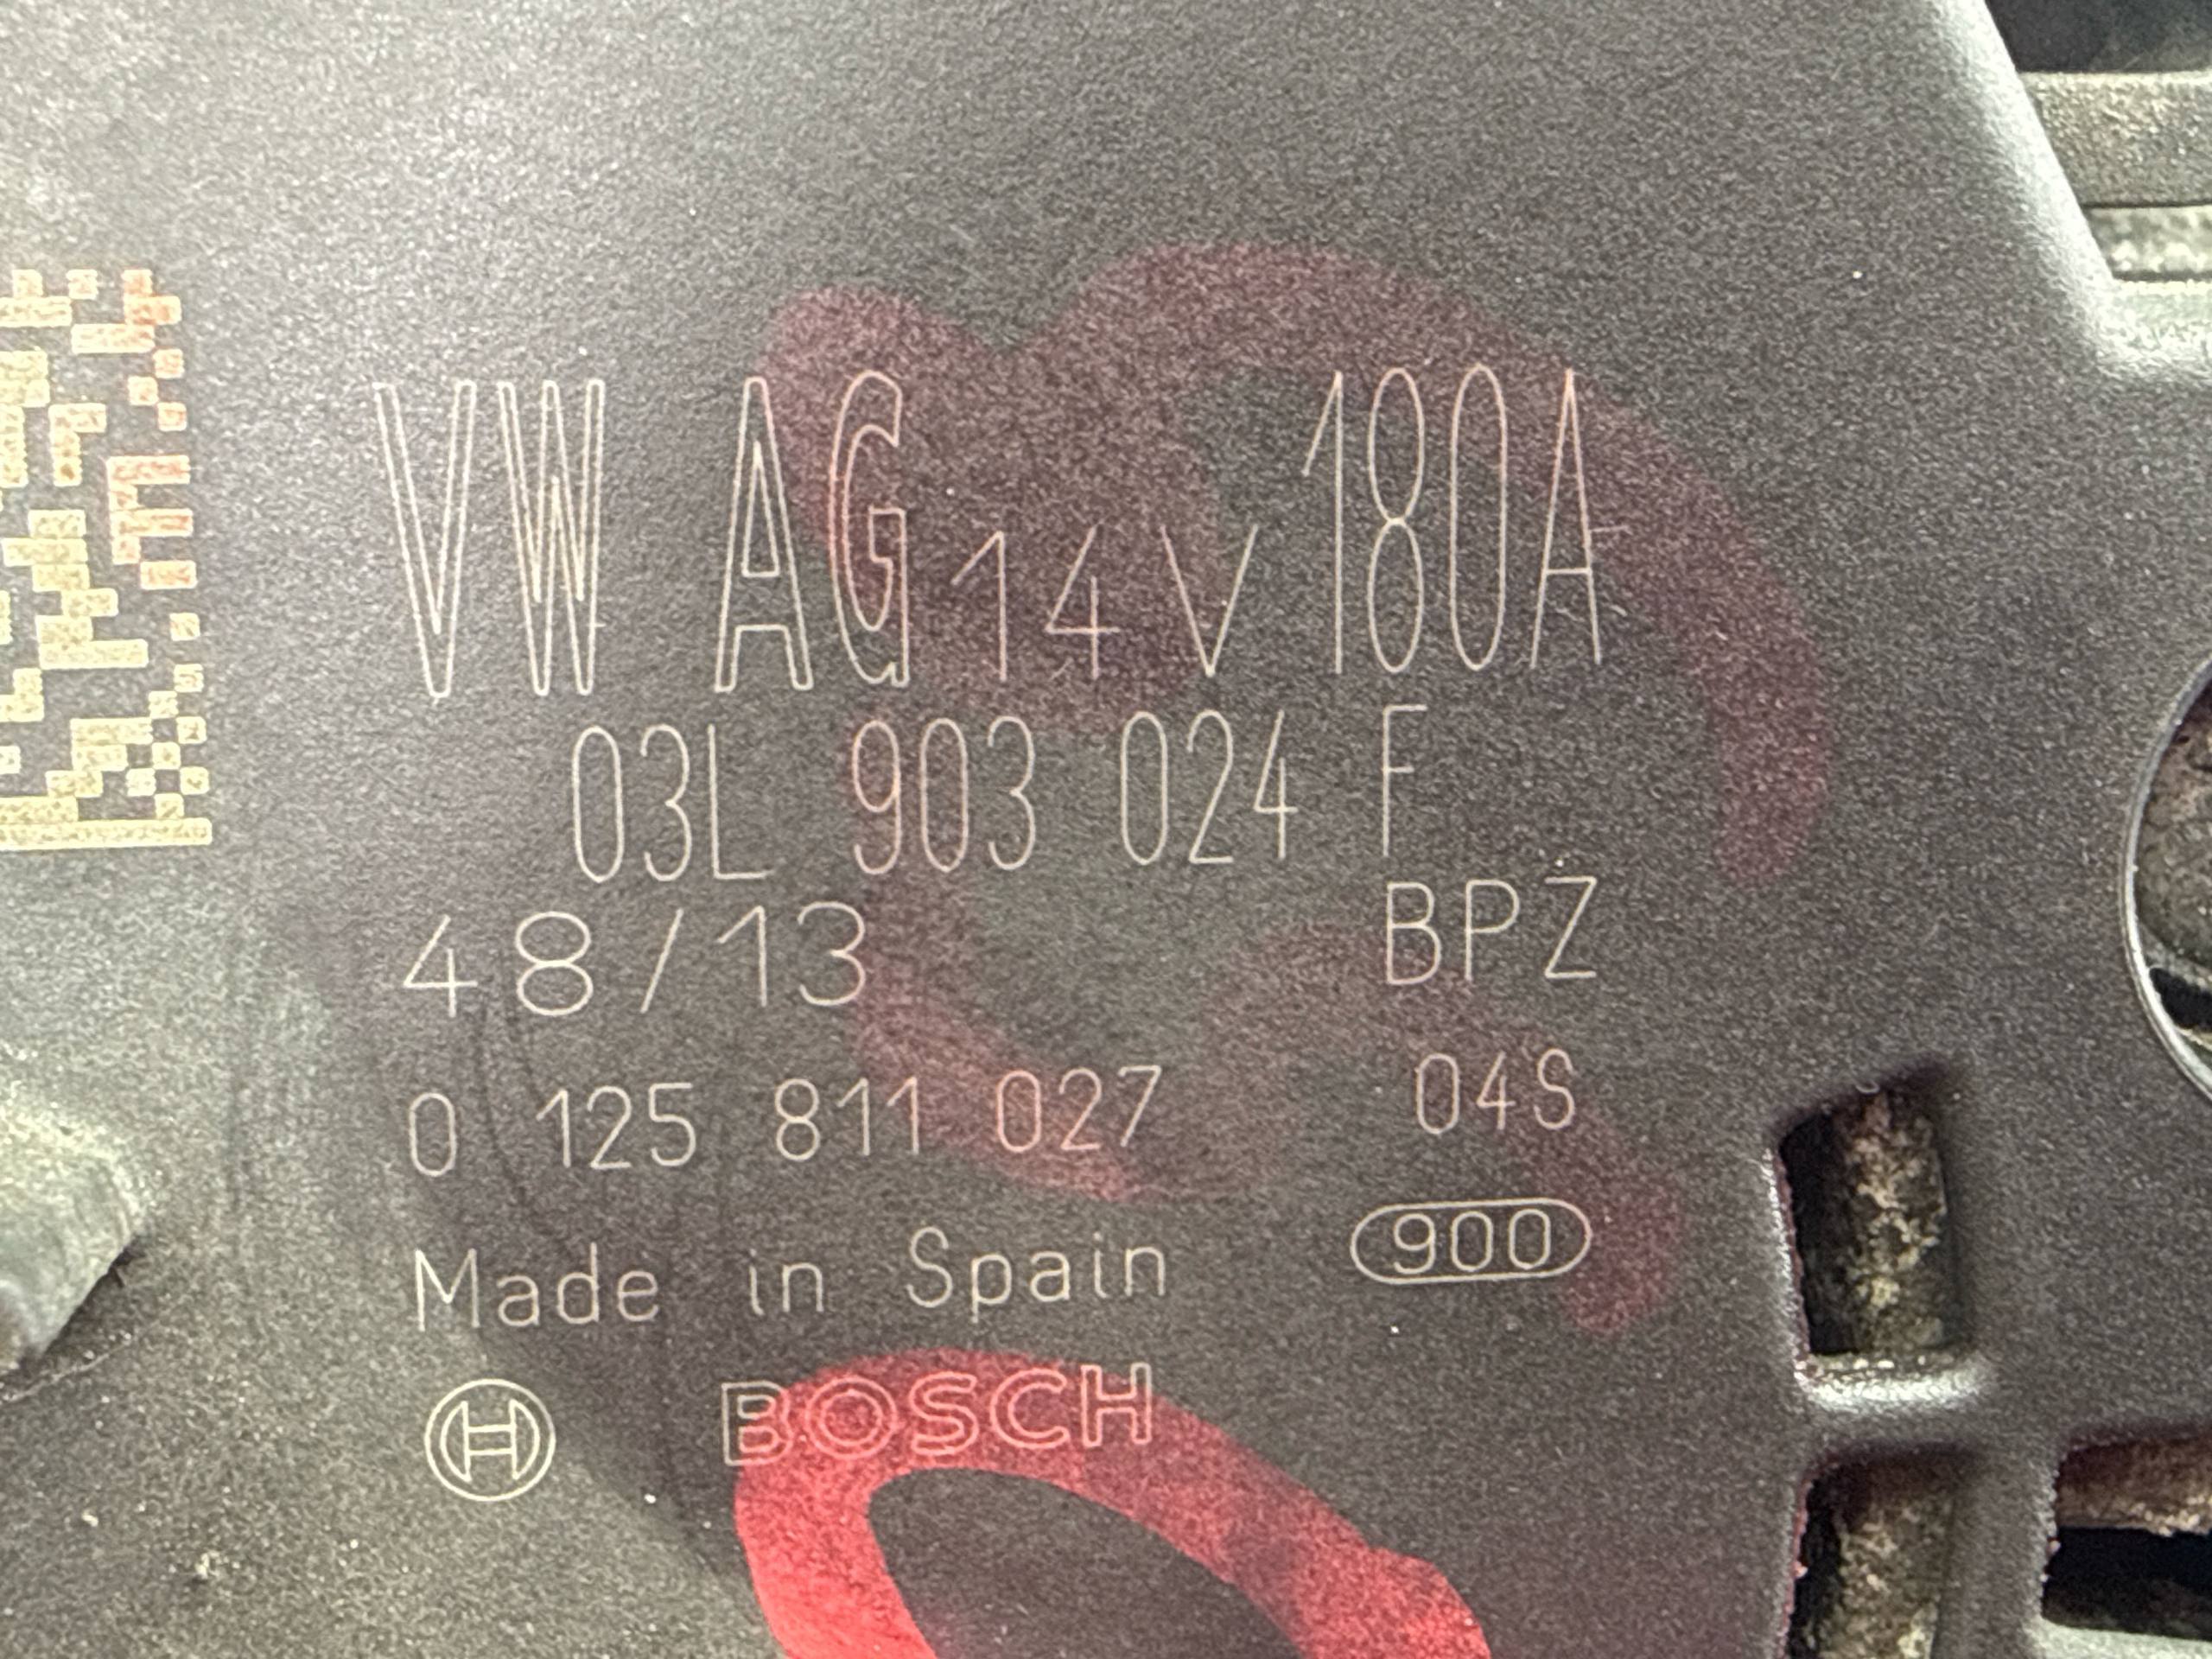 VW AG 14V 180A
03L 903 024 F
48/13 BPZ
0 125 811 027 04S
Made in Spain 900
BOSCH